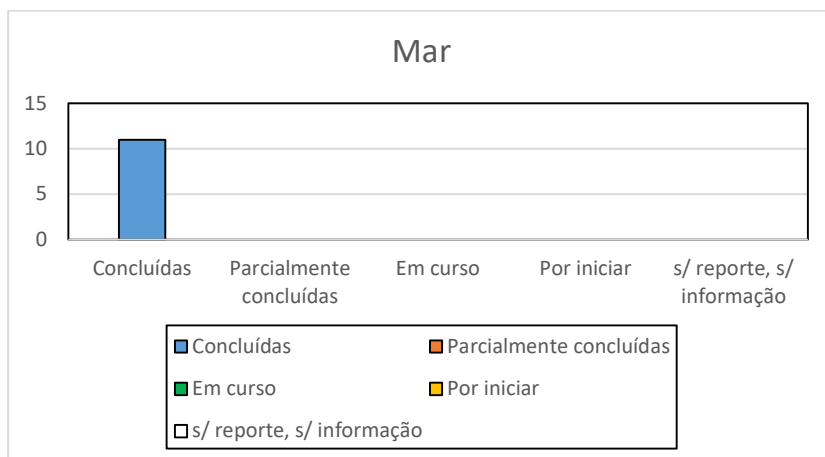 Mar
15
10
5
0
Concluídas
Parcialmente
concluídas
Em curso
Por iniciar
s/ reporte, s/
informação
Concluídas
Parcialmente concluídas
Em curso
Por iniciar
s/ reporte, s/ informação